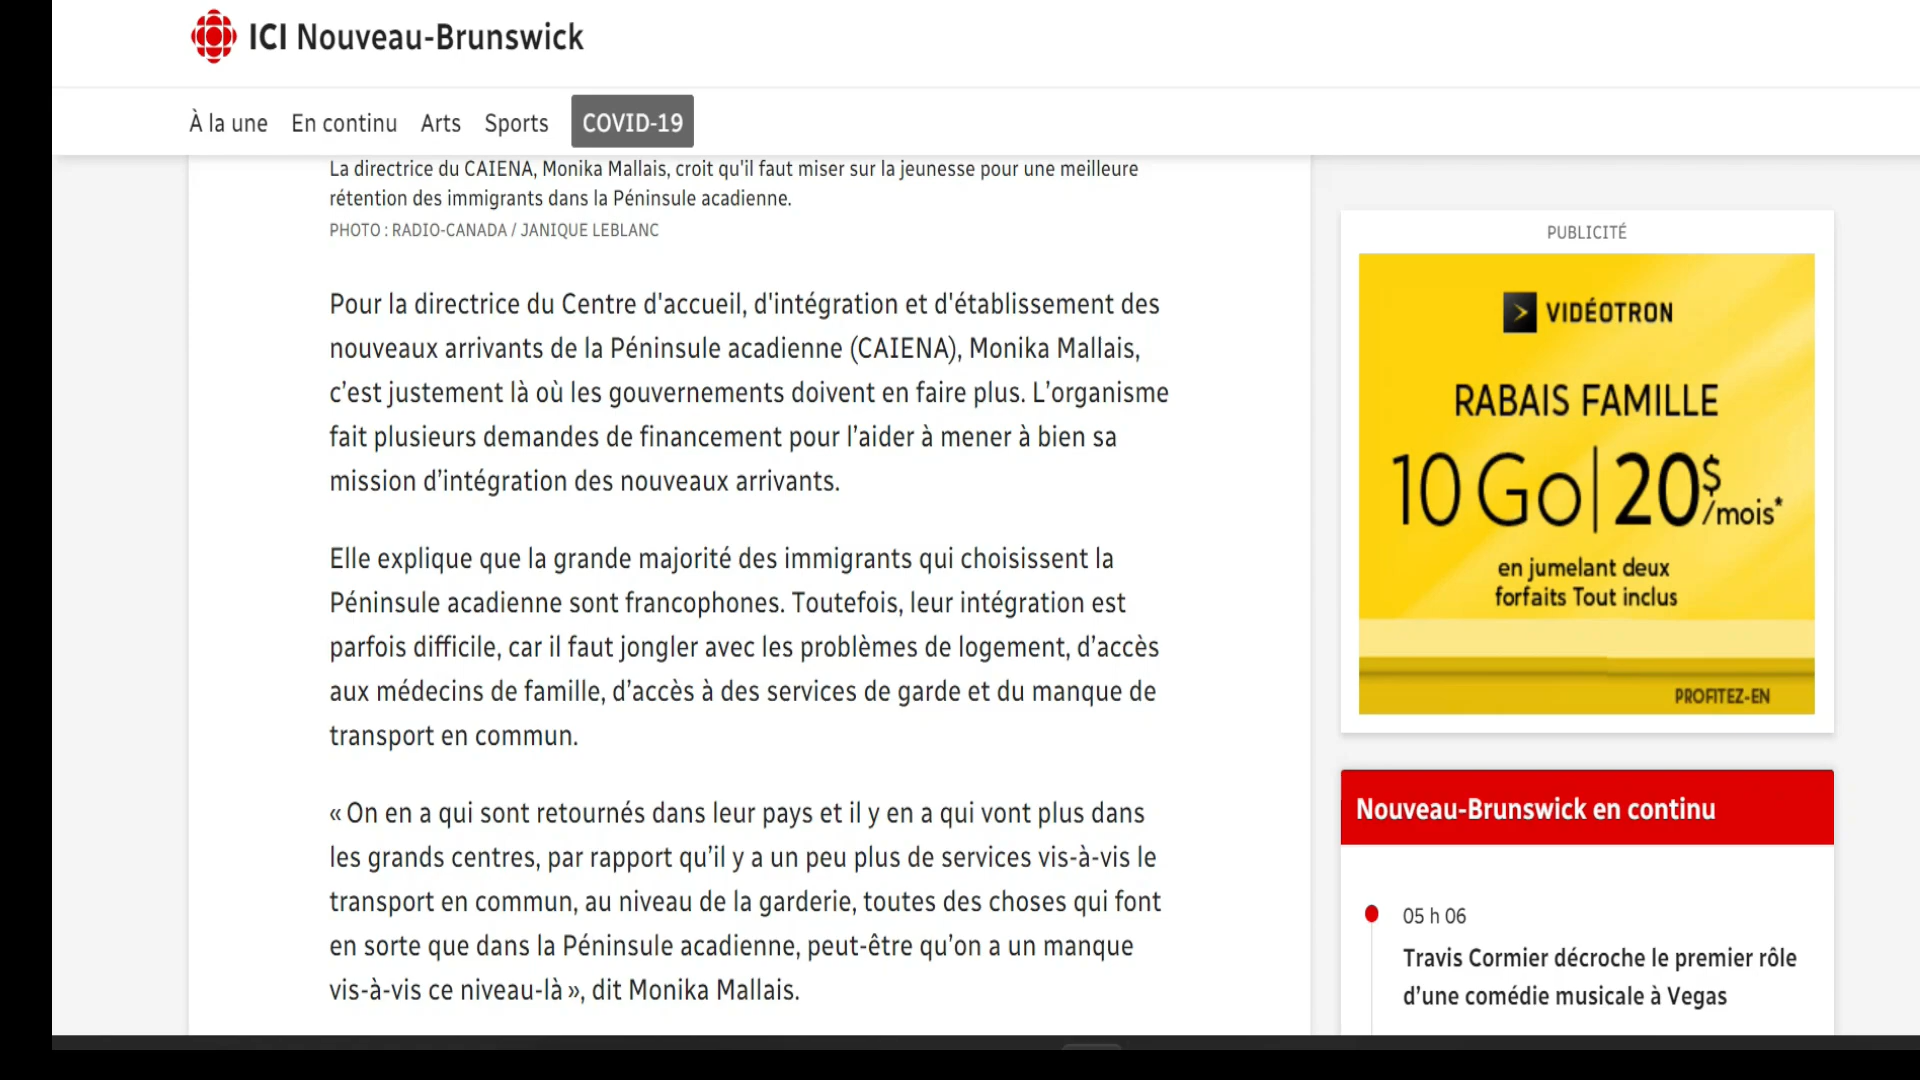 ICI Nouveau-Brunswick
À la une En continu Arts Sports COVID-19
La directrice du CAIENA, Monika Mallais, croit qu'il faut miser sur la jeunesse pour une meilleure
rétention des immigrants dans la Péninsule acadienne.
PHOTO : RADIO-CANADA / JANIQUE LEBLANC
Pour la directrice du Centre d'accueil, d'intégration et d'établissement des
nouveaux arrivants de la Péninsule acadienne (CAIENA), Monika Mallais,
c’est justement là où les gouvernements doivent en faire plus. L’organisme
fait plusieurs demandes de financement pour l’aider à mener à bien sa
mission d’intégration des nouveaux arrivants.
Elle explique que la grande majorité des immigrants qui choisissent la
Péninsule acadienne sont francophones. Toutefois, leur intégration est
parfois difficile, car il faut jongler avec les problèmes de logement, d’accès
aux médecins de famille, d’accès à des services de garde et du manque de
transport en commun.
« On en a qui sont retournés dans leur pays et il y en a qui vont plus dans
les grands centres, par rapport qu’il y a un peu plus de services vis-à-vis le
transport en commun, au niveau de la garderie, toutes des choses qui font
en sorte que dans la Péninsule acadienne, peut-être qu’on a un manque
vis-à-vis ce niveau-là », dit Monika Mallais.
PUBLICITÉ
VIDÉOTRON
RABAIS FAMILLE
10 Go | 20$/mois*
en jumelant deux
forfaits Tout inclus
PROFITEZ-EN
Nouveau-Brunswick en continu
05 h 06
Travis Cormier décroche le premier rôle
d’une comédie musicale à Vegas